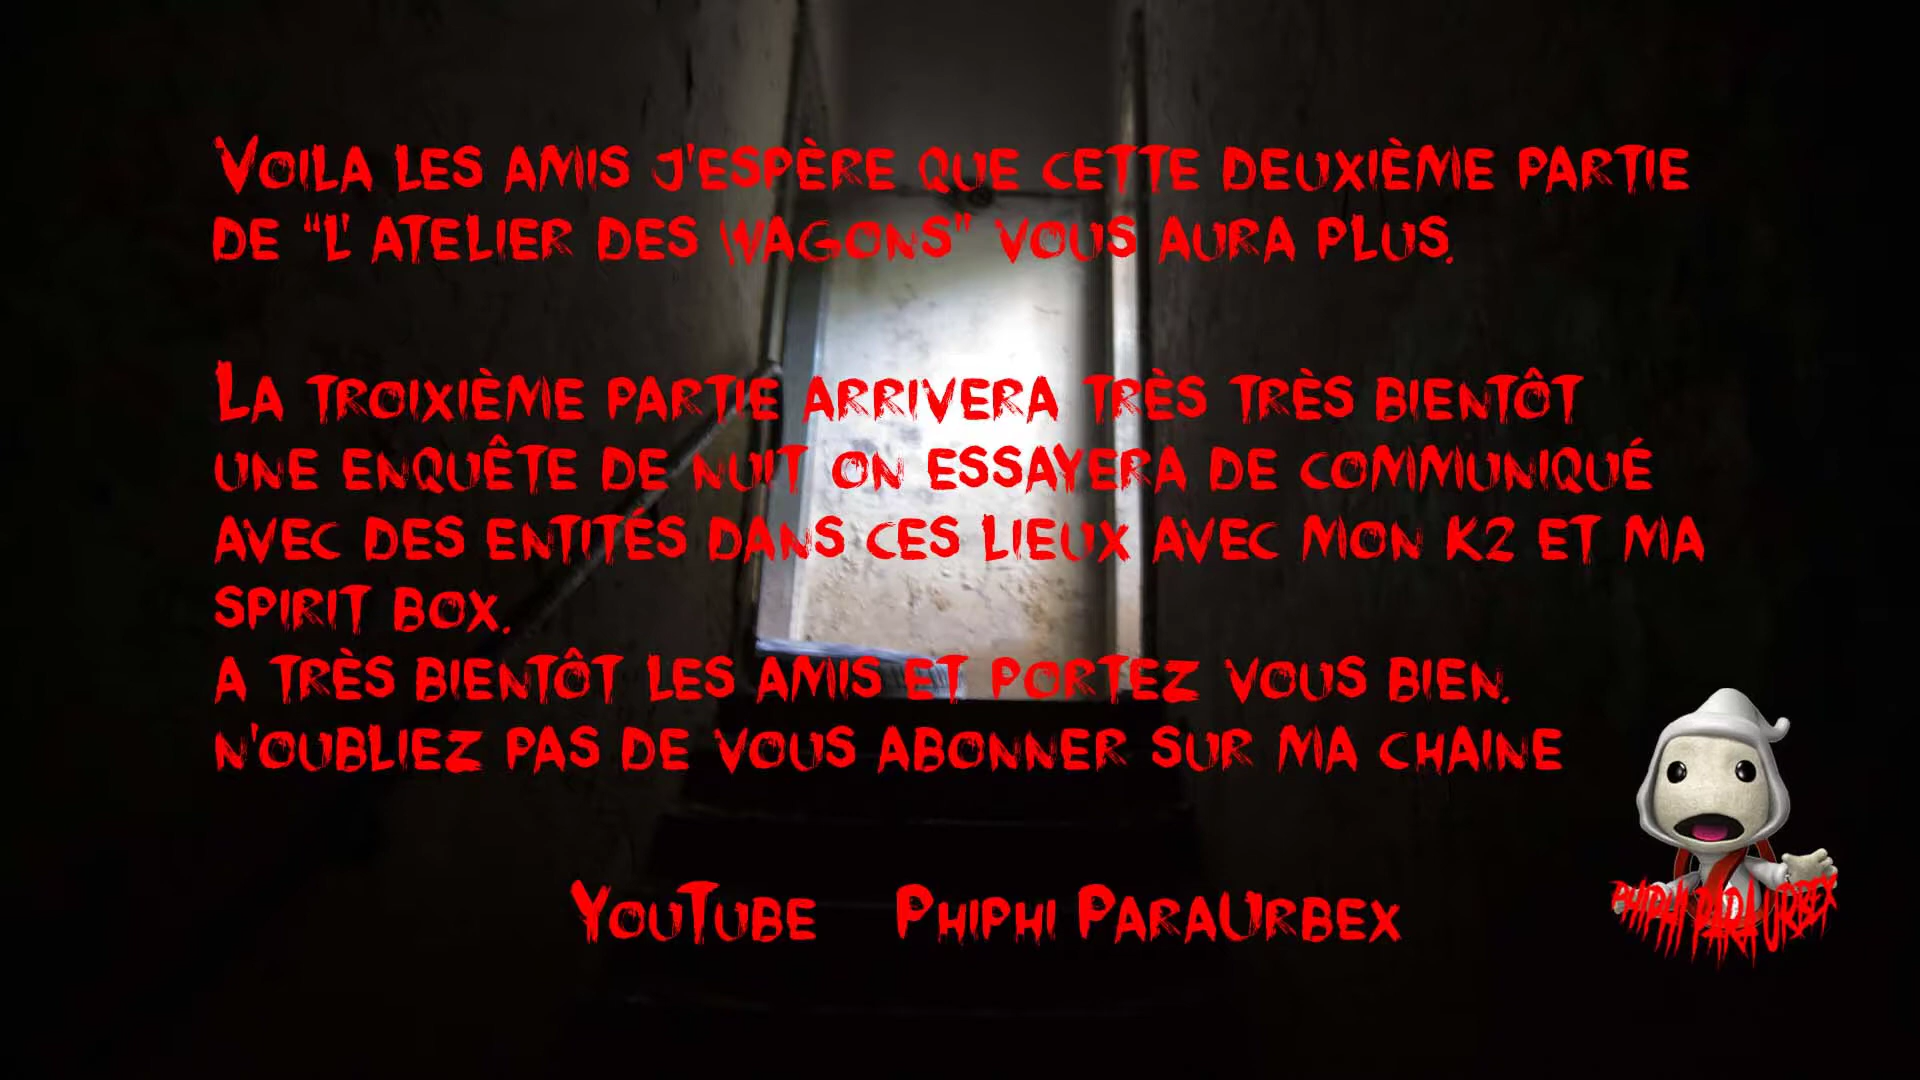 Voila les amis j'espère que cette deuxième partie
de "l' atelier des Wagons" vous aura plus.
La troixième partie arrivera très très bientôt
une enquête de nuit on essayera de communiqué
avec des entités dans ces lieux avec mon K2 et ma
spirit box.
a très bientôt les amis et portez vous bien.
n'oubliez pas de vous abonner sur ma chaine
YouTube Phiphi ParaUrbex
PHIPHI PARA URBEX